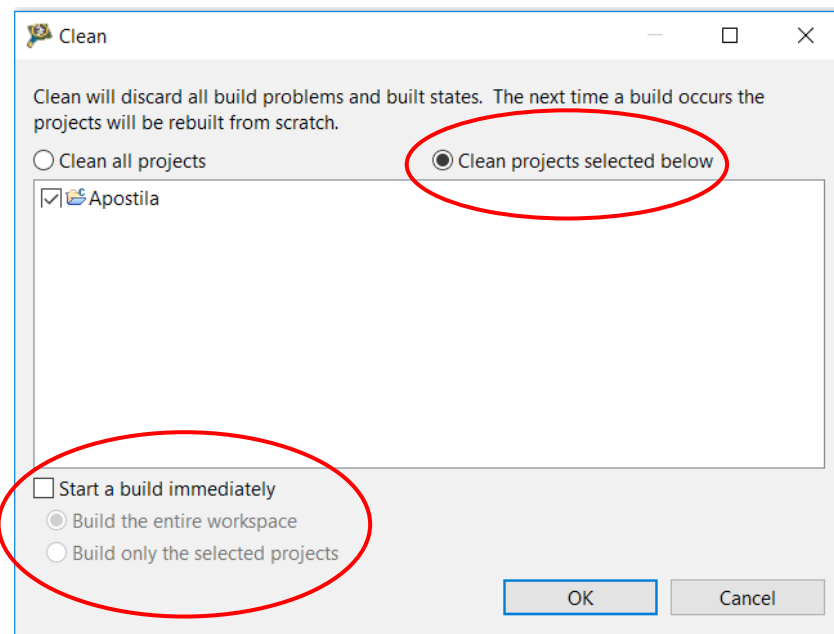 Clean
Clean will discard all build problems and built states. The next time a build occurs the
projects will be rebuilt from scratch.
Clean all projects
Clean projects selected below
Apostila
Start a build immediately
Build the entire workspace
Build only the selected projects
OK
Cancel